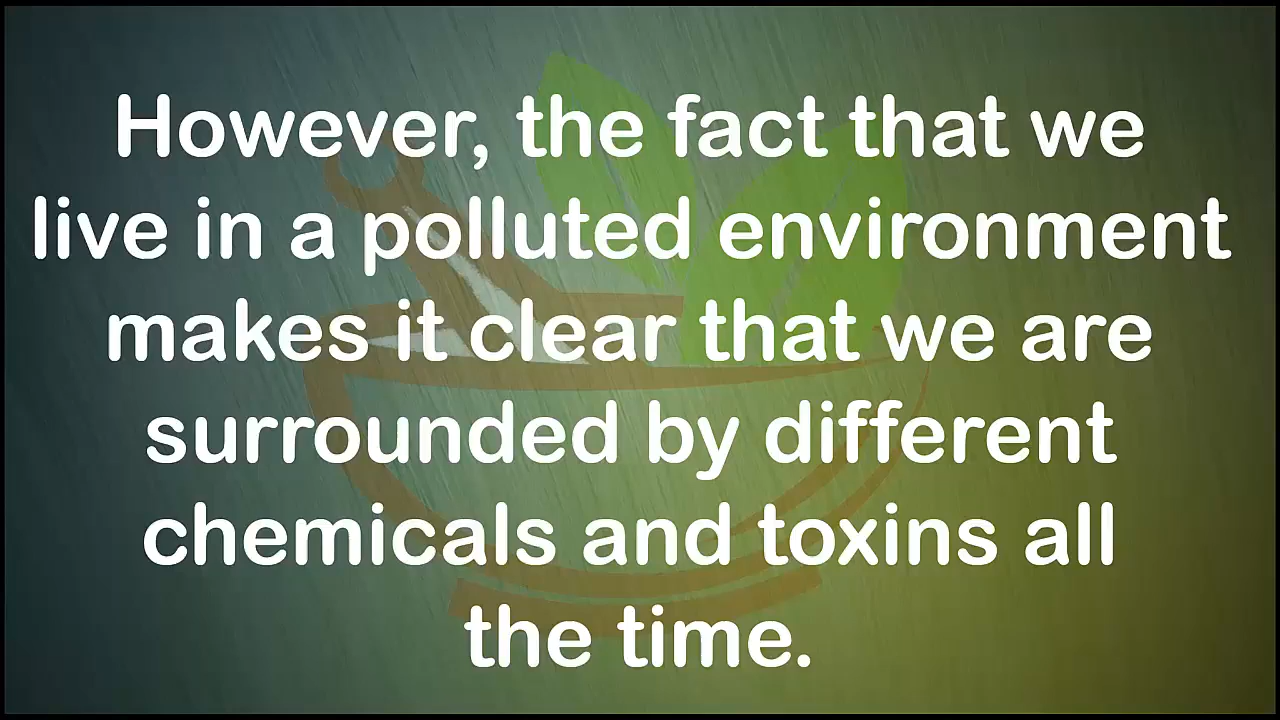 However, the fact that we
live in a polluted environment
makes it clear that we are
surrounded by different
chemicals and toxins all
the time.